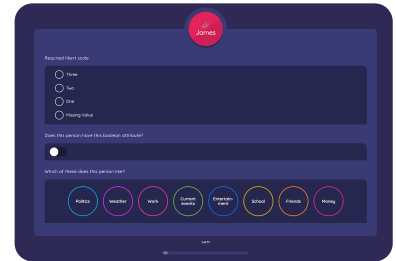 James
Required likert scale
Three
Two
One
Missing Value
Does this person have this boolean attribute?
Which of these does this person like?
Politics
Weather
Work
Current
events
Entertain-
ment
School
Friends
Money